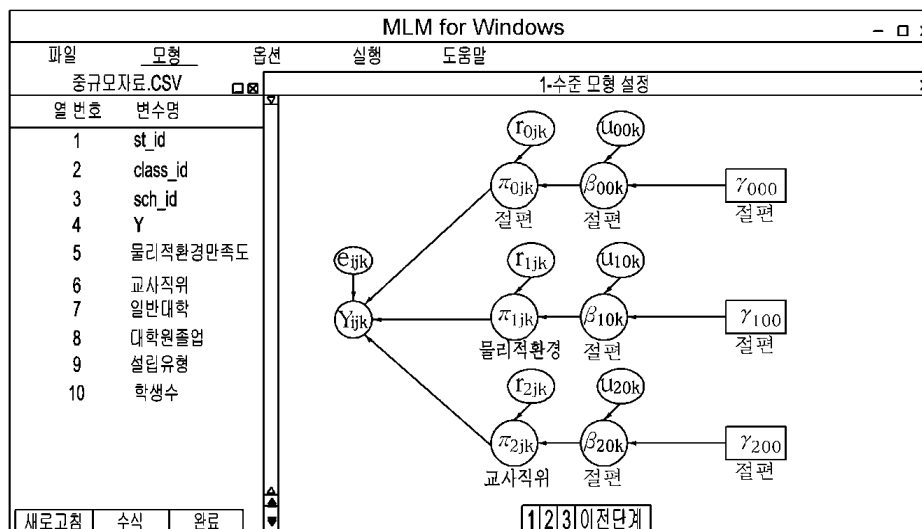 MLM for Windows
파일 모형 옵션 실행 도움말
중규모자료.CSV
1-수준 모형 설정
열 번호 변수명
1 st_id
2 class_id
3 sch_id
4 Y
5 물리적환경만족도
6 교사직위
7 일반대학
8 대학원졸업
9 설립유형
10 학생수
r0jk u00k
π0jk β00k γ000
절편 절편 절편
eijk
r1jk u10k
Yijk π1jk β10k γ100
물리적환경 절편 절편
r2jk u20k
π2jk β20k γ200
교사직위 절편 절편
새로고침 수식 완료
1 2 3 이전단계